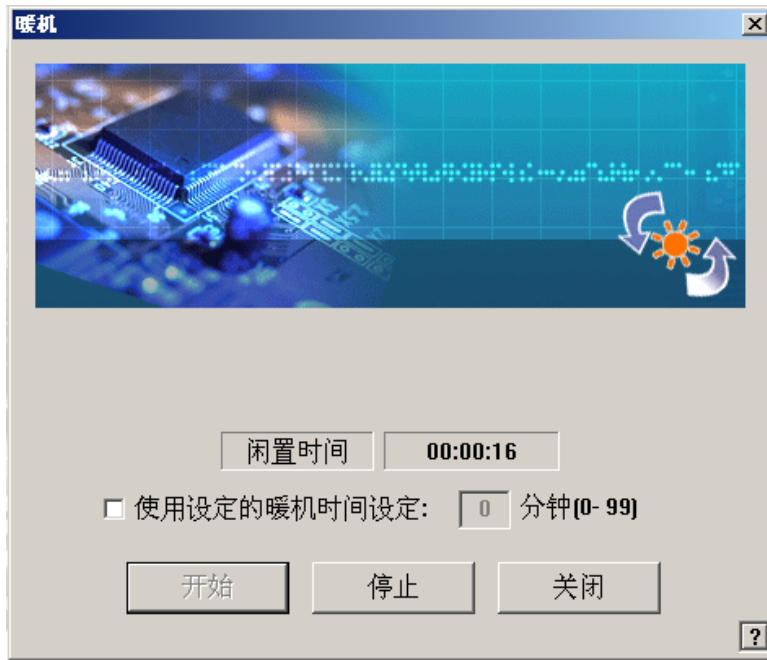 暖机
闲置时间 00:00:16
使用设定的暖机时间设定: 0 分钟(0- 99)
开始 停止 关闭
?